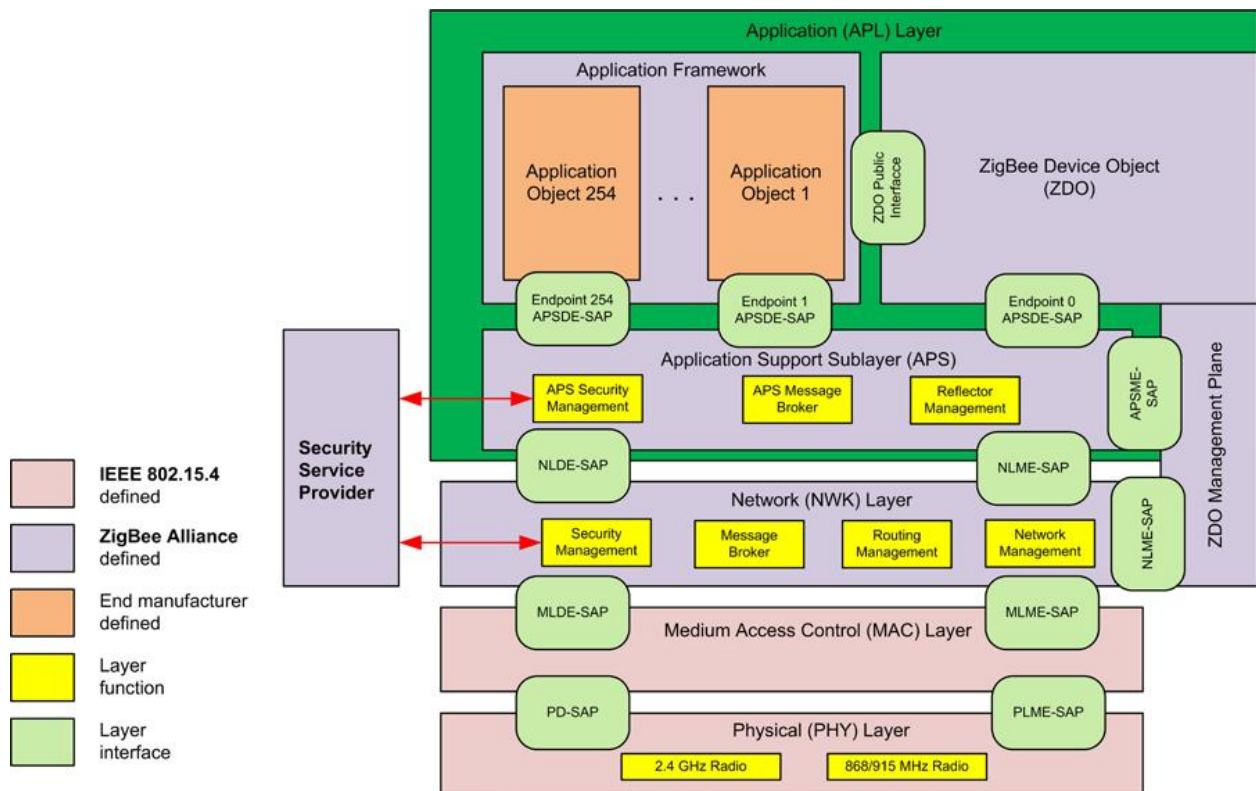 Application (APL) Layer
Application Framework
Application
Object 254
. . .
Application
Object 1
ZDO Public
Interfacce
ZigBee Device Object
(ZDO)
Endpoint 254
APSDE-SAP
Endpoint 1
APSDE-SAP
Endpoint 0
APSDE-SAP
Application Support Sublayer (APS)
APS Security
Management
APS Message
Broker
Reflector
Management
APSME-
SAP
ZDO Management Plane
Security
Service
Provider
NLDE-SAP
NLME-SAP
Network (NWK) Layer
Security
Management
Message
Broker
Routing
Management
Network
Management
NLME-SAP
MLDE-SAP
MLME-SAP
Medium Access Control (MAC) Layer
PD-SAP
PLME-SAP
Physical (PHY) Layer
2.4 GHz Radio
868/915 MHz Radio
IEEE 802.15.4
defined
ZigBee Alliance
defined
End manufacturer
defined
Layer
function
Layer
interface